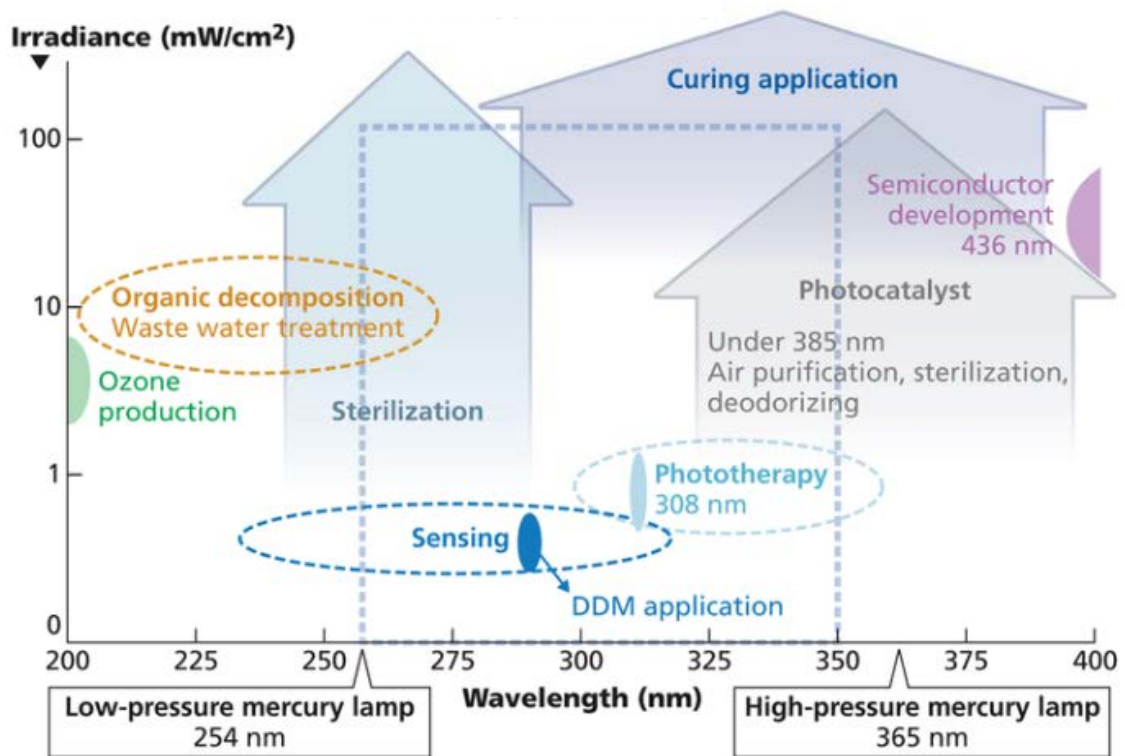 Irradiance (mW/cm²)
Curing application
100
Semiconductor
development
436 nm
Organic decomposition
Waste water treatment
10
Photocatalyst
Under 385 nm
Air purification, sterilization,
deodorizing
Ozone
production
Sterilization
1
Phototherapy
308 nm
Sensing
DDM application
0
200 225 250 275 300 325 350 375 400
Wavelength (nm)
Low-pressure mercury lamp
254 nm
High-pressure mercury lamp
365 nm